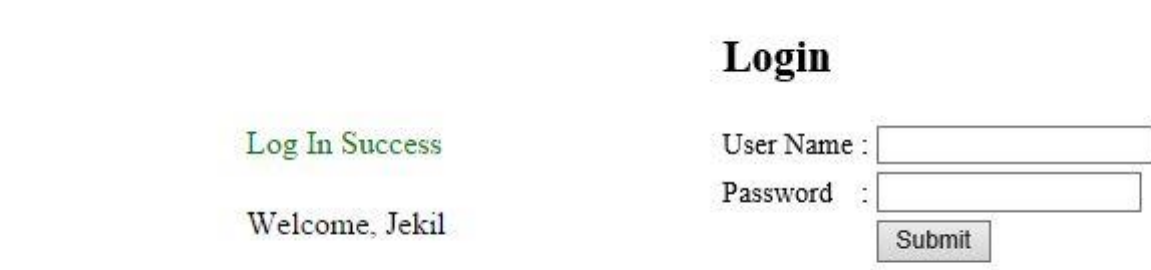 Login
Log In Success
Welcome, Jekil
User Name :
Password :
Submit